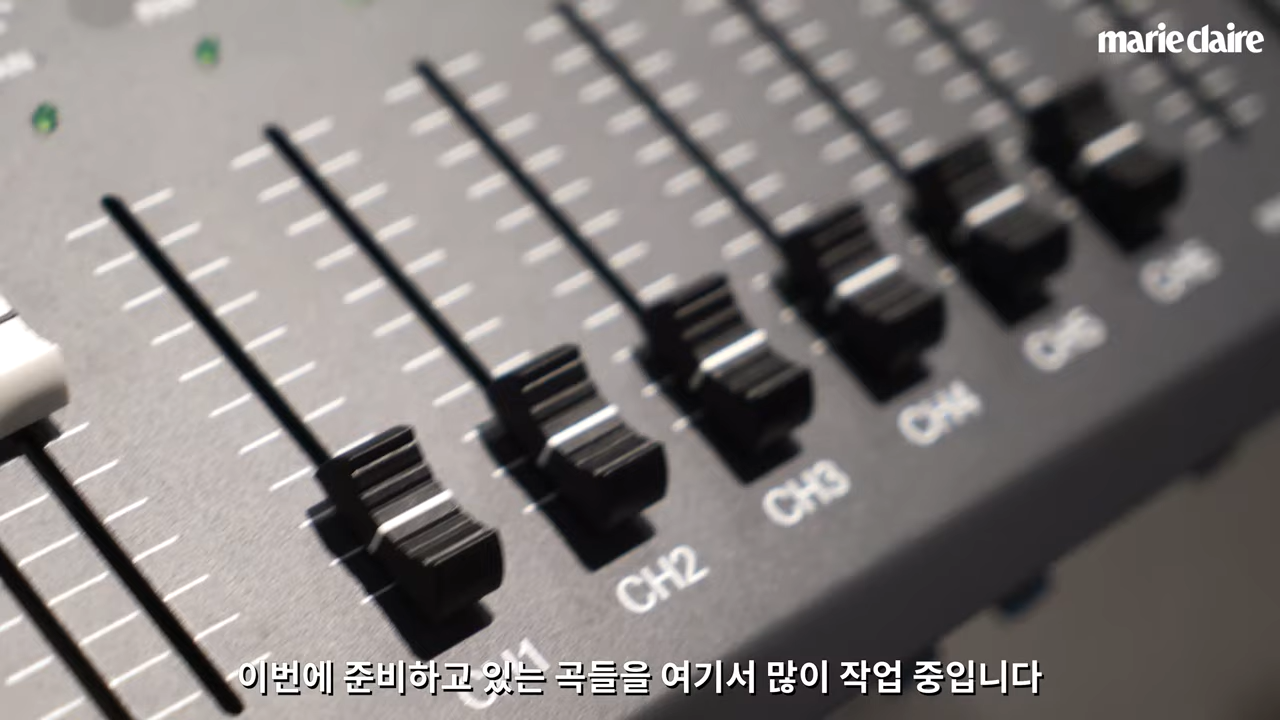 marie claire
CH6
CH5
CH4
CH3
CH2
CH1
이번에 준비하고 있는 곡들을 여기서 많이 작업 중입니다